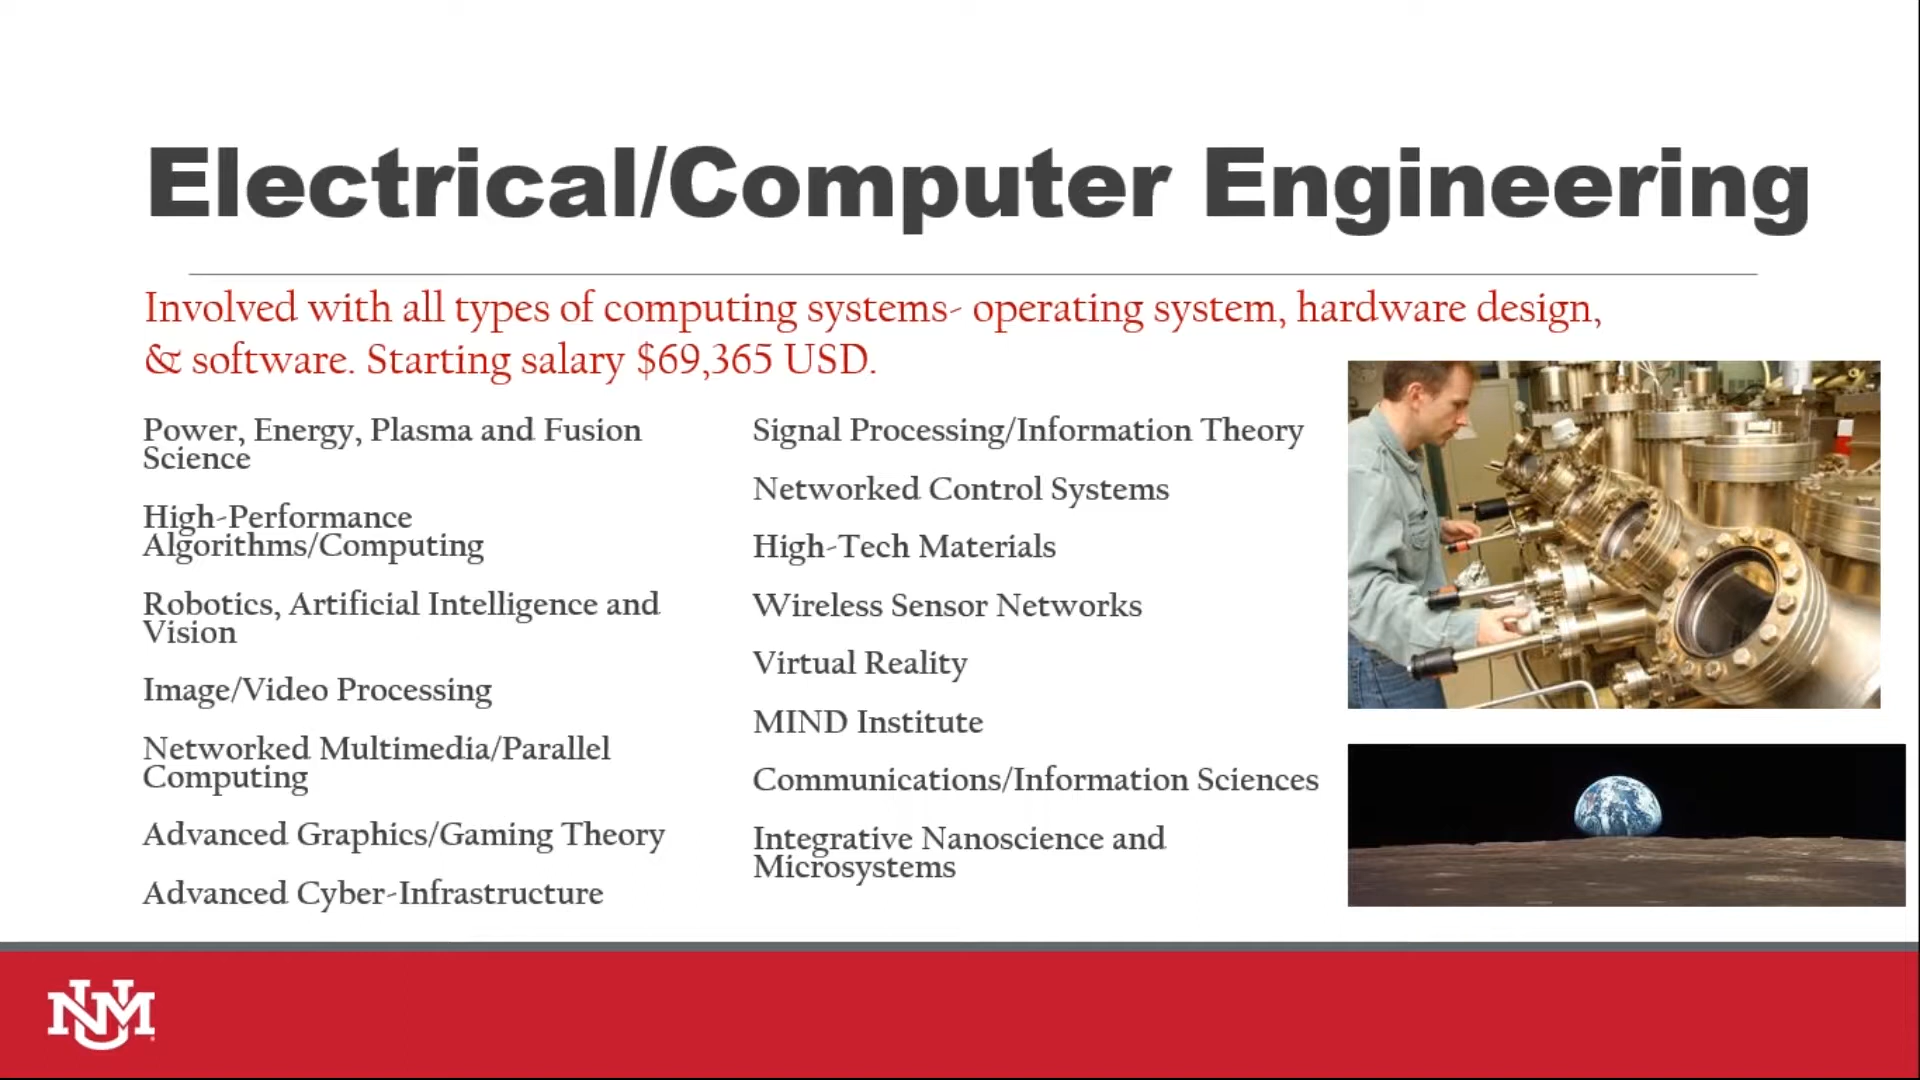 Electrical/Computer Engineering
Involved with all types of computing systems- operating system, hardware design,
& software. Starting salary $69,365 USD.
Power, Energy, Plasma and Fusion
Science
High-Performance
Algorithms/Computing
Robotics, Artificial Intelligence and
Vision
Image/Video Processing
Networked Multimedia/Parallel
Computing
Advanced Graphics/Gaming Theory
Advanced Cyber-Infrastructure
Signal Processing/Information Theory
Networked Control Systems
High-Tech Materials
Wireless Sensor Networks
Virtual Reality
MIND Institute
Communications/Information Sciences
Integrative Nanoscience and
Microsystems
UNM